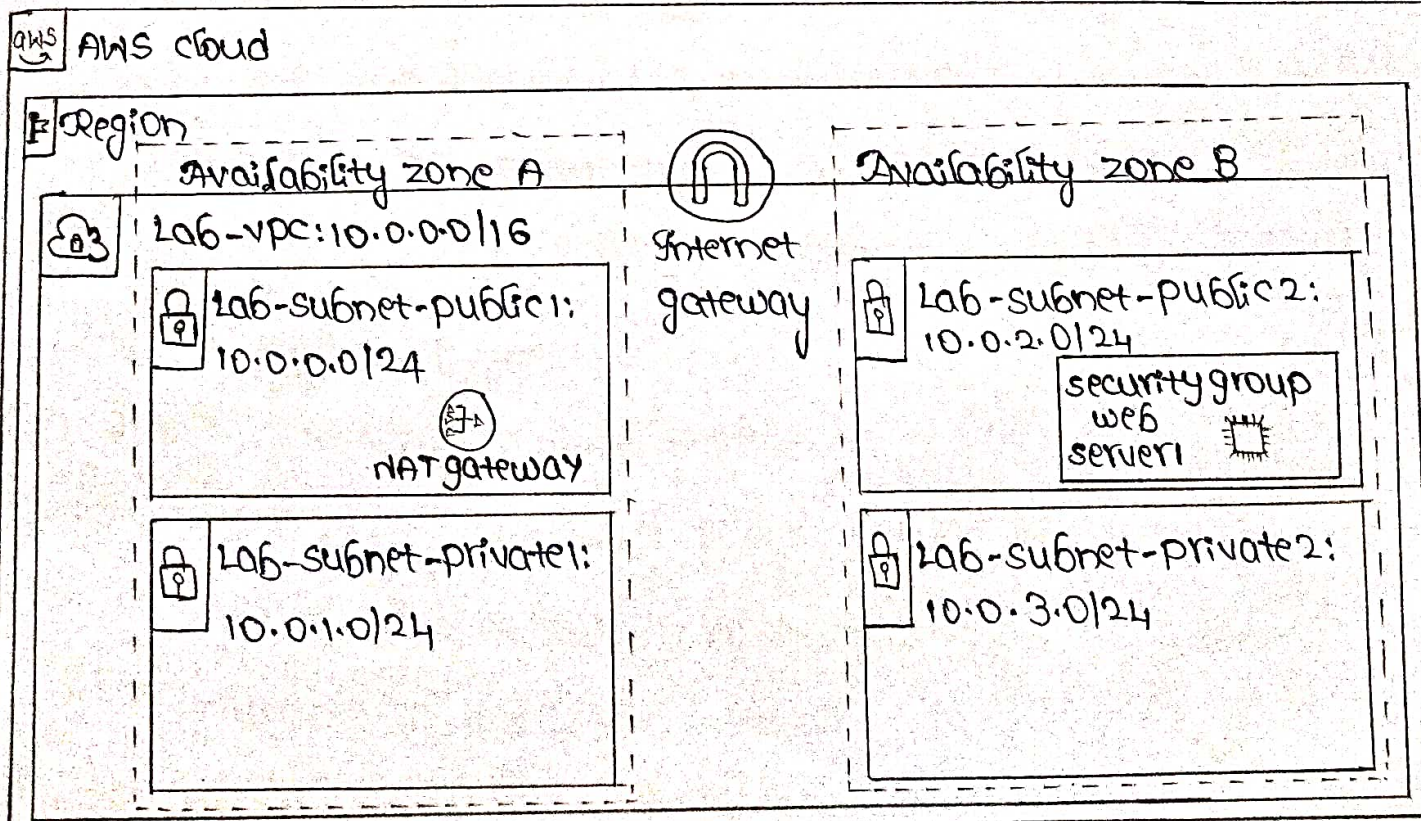 aws AWS cloud
Region
Availability zone A
Availability zone B
Lab-vpc:10.0.0.0/16
Internet
gateway
Lab-subnet-public1:
10.0.0.0/24
NAT gateway
Lab-subnet-public2:
10.0.2.0/24
security group
web
server1
Lab-subnet-private1:
10.0.1.0/24
Lab-subnet-private2:
10.0.3.0/24